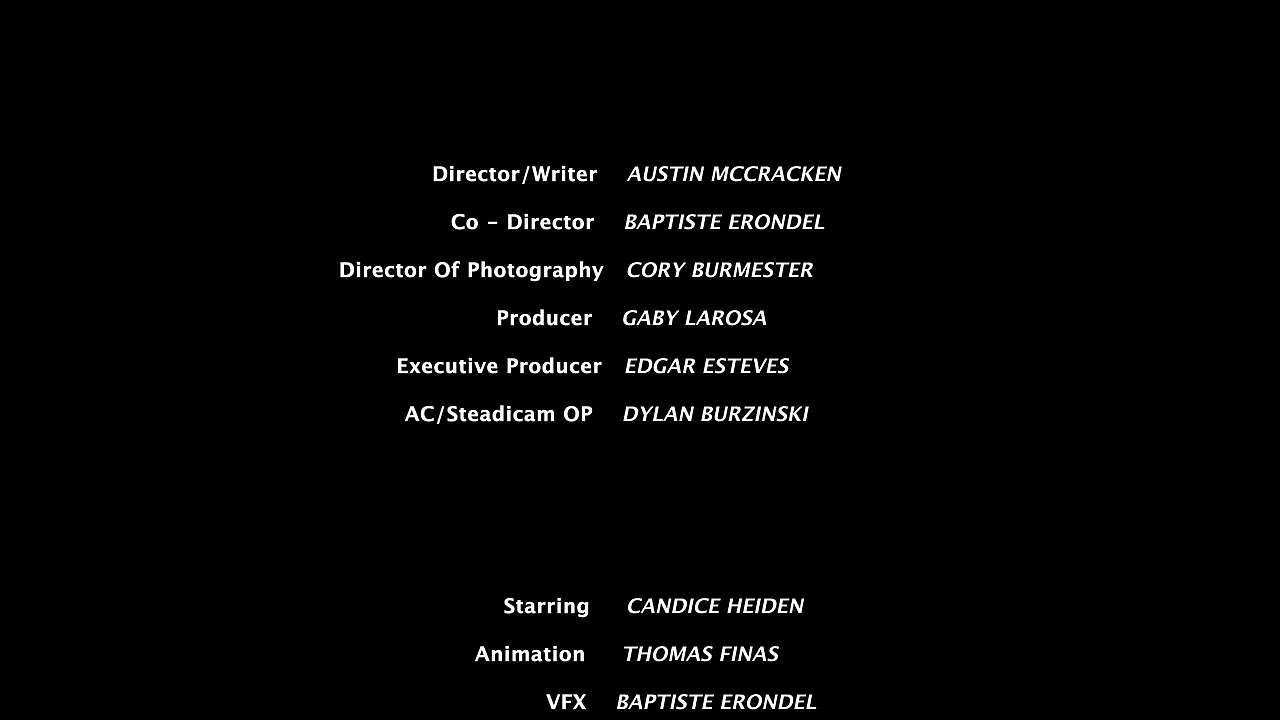 Director/Writer AUSTIN MCCRACKEN
Co - Director BAPTISTE ERONDEL
Director Of Photography CORY BURMESTER
Producer GABY LAROSA
Executive Producer EDGAR ESTEVES
AC/Steadicam OP DYLAN BURZINSKI
Starring CANDICE HEIDEN
Animation THOMAS FINAS
VFX BAPTISTE ERONDEL